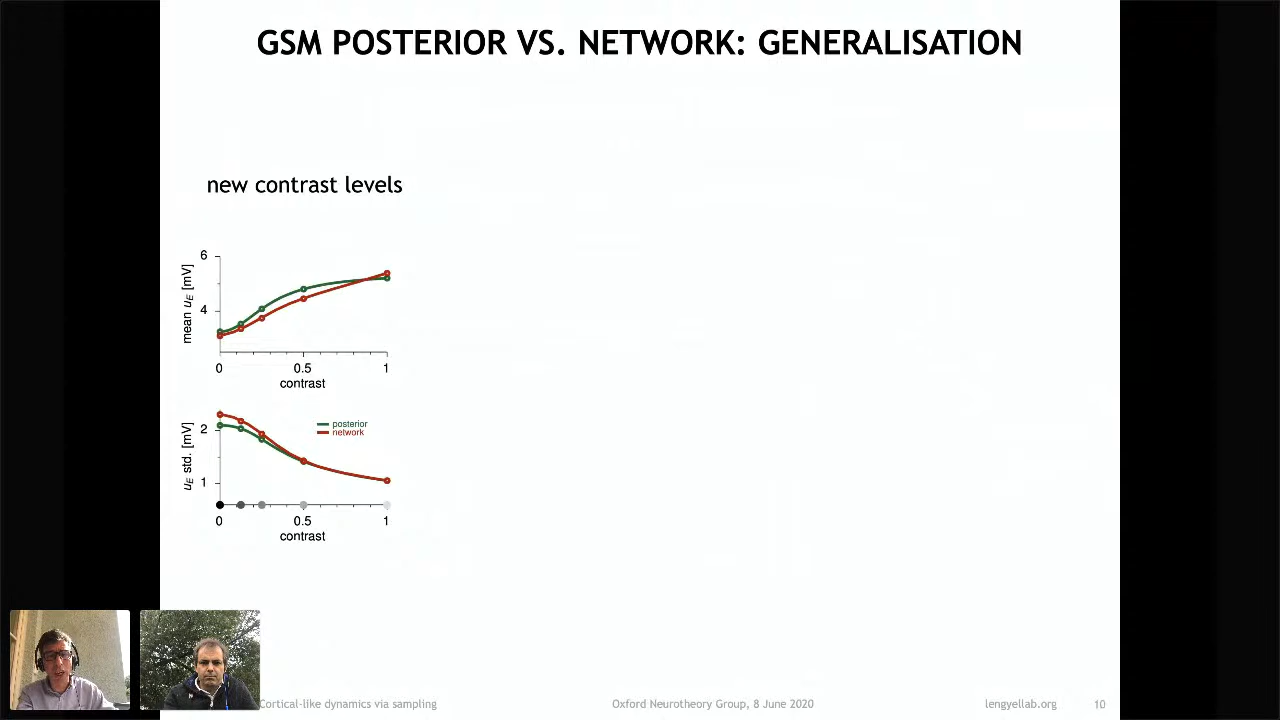 GSM POSTERIOR VS. NETWORK: GENERALISATION
new contrast levels
6
4
mean uE [mV]
0 0.5 1
contrast
2
1
uE std. [mV]
posterior
network
0 0.5 1
contrast
Cortical-like dynamics via sampling
Oxford Neurotheory Group, 8 June 2020
lengyellab.org
10